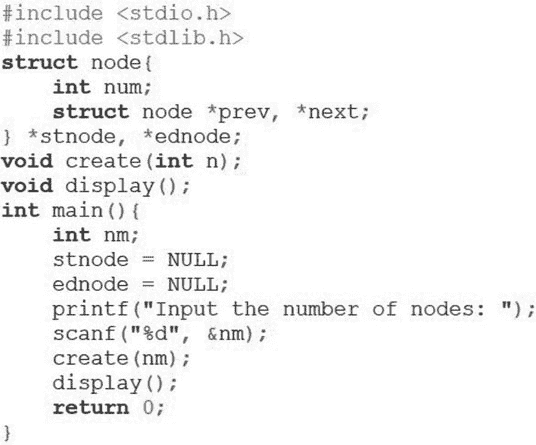 #include <stdio.h>
#include <stdlib.h>
struct node{
    int num;
    struct node *prev, *next;
} *stnode, *ednode;
void create(int n);
void display();
int main(){
    int nm;
    stnode = NULL;
    ednode = NULL;
    printf("Input the number of nodes: ");
    scanf("%d", &nm);
    create(nm);
    display();
    return 0;
}